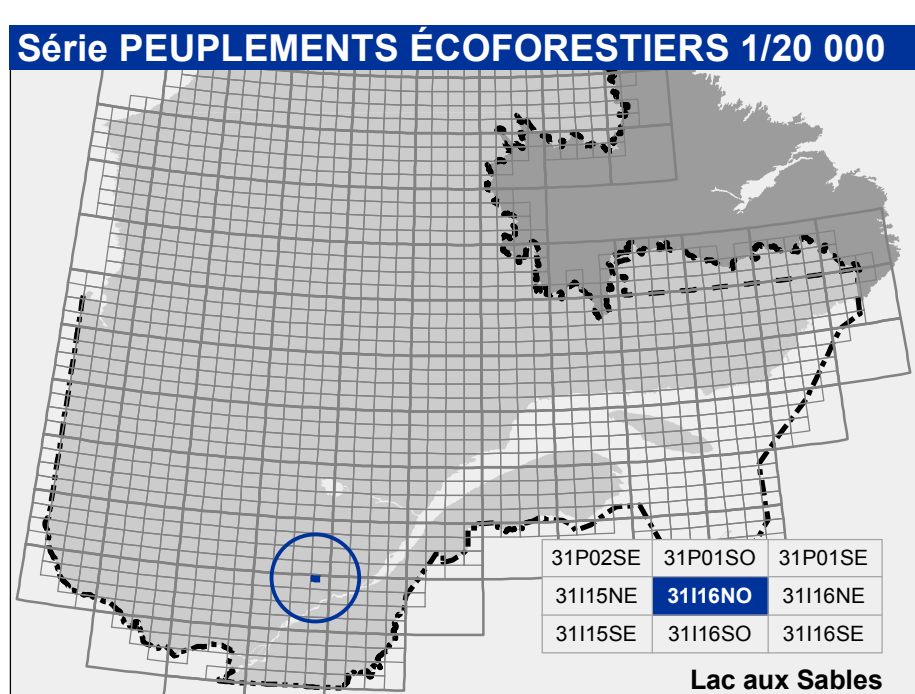 Série PEUPLEMENTS ÉCOFORESTIERS 1/20 000
31P02SE 31P01SO 31P01SE
31I15NE 31I16NO 31I16NE
31I15SE 31I16SO 31I16SE
Lac aux Sables